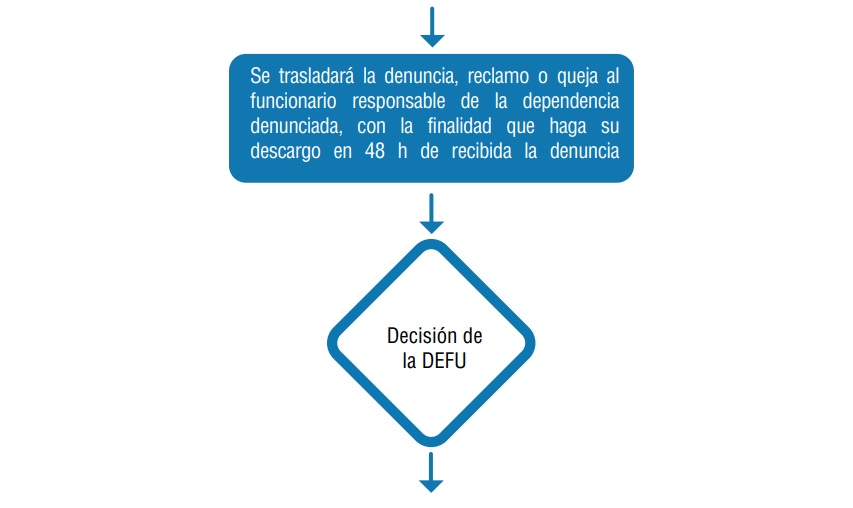 Se trasladará la denuncia, reclamo o queja al
funcionario responsable de la dependencia
denunciada, con la finalidad que haga su
descargo en 48 h de recibida la denuncia
Decisión de
la DEFU